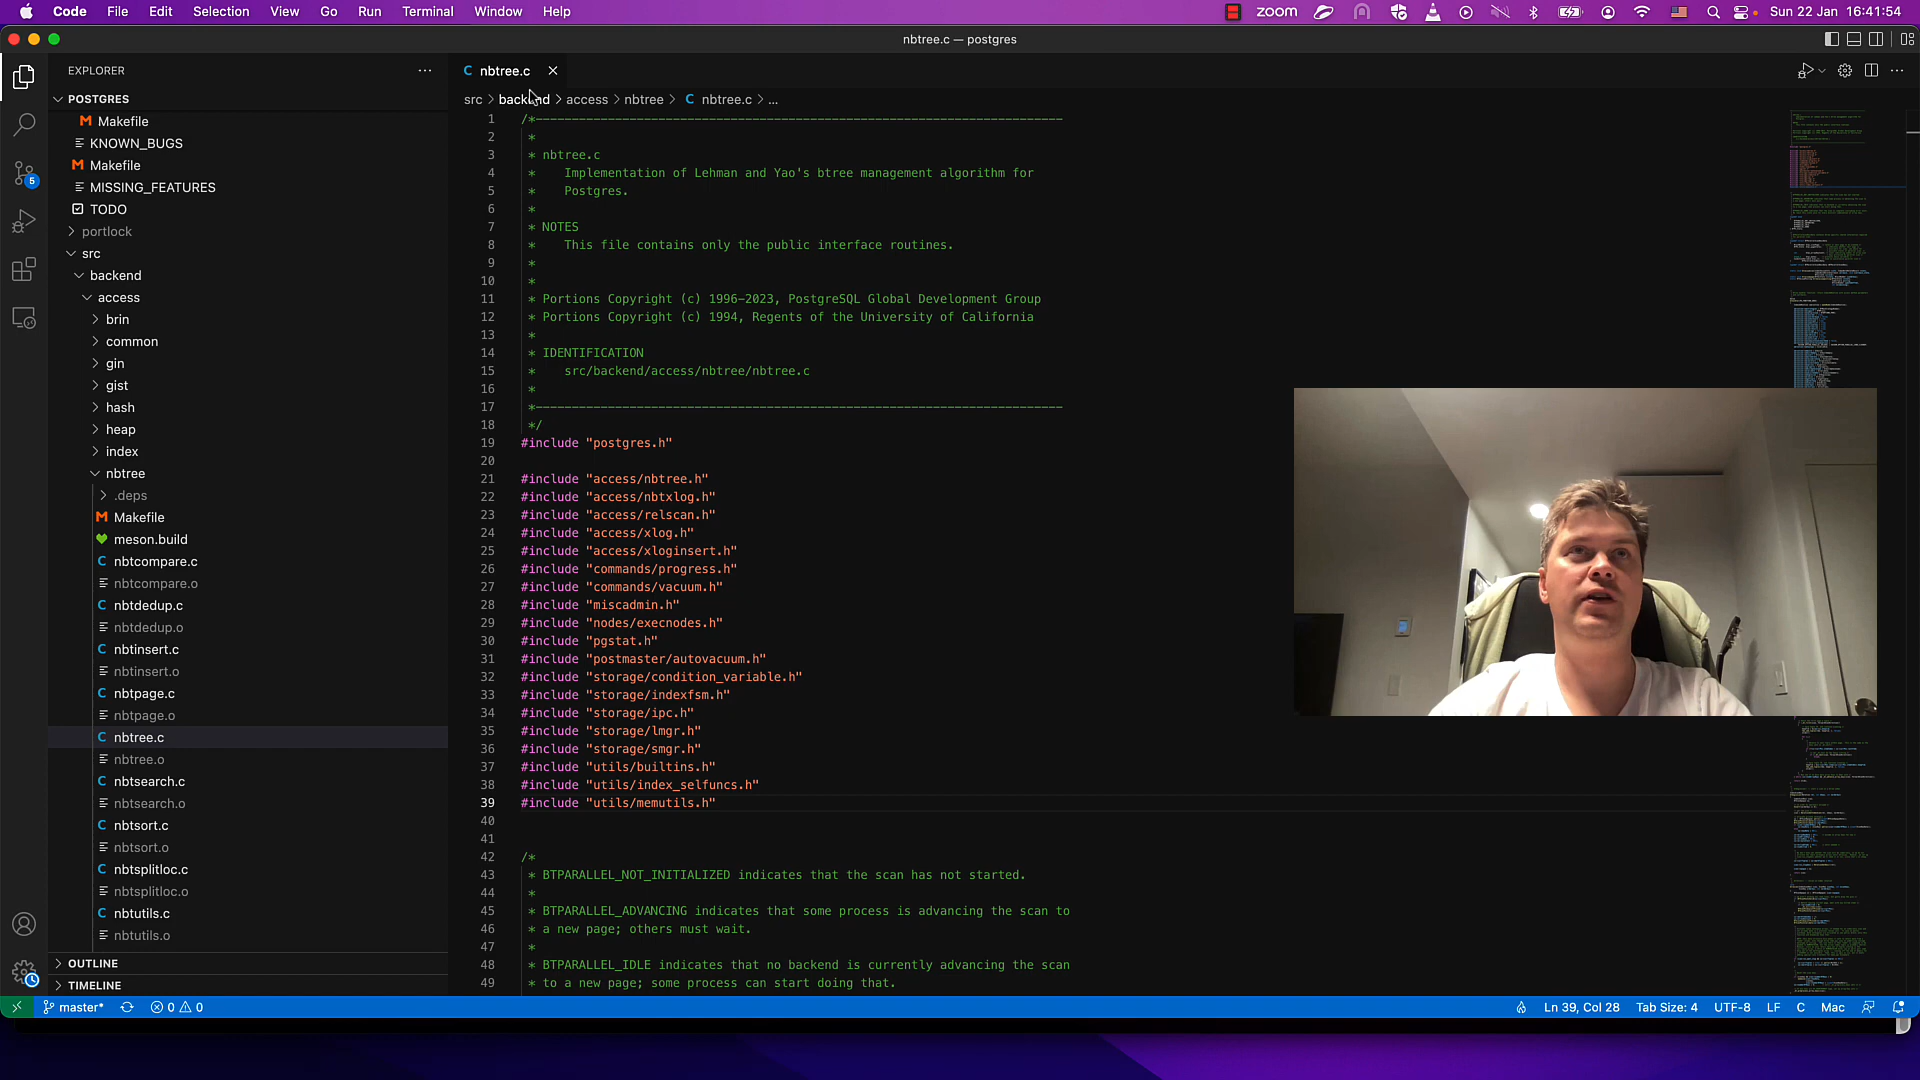 Code File Edit Selection View Go Run Terminal Window Help
zoom
Sun 22 Jan 16:41:54
nbtree.c — postgres
EXPLORER
POSTGRES
Makefile
KNOWN_BUGS
Makefile
MISSING_FEATURES
TODO
portlock
src
backend
access
brin
common
gin
gist
hash
heap
index
nbtree
.deps
Makefile
meson.build
nbtcompare.c
nbtcompare.o
nbtdedup.c
nbtdedup.o
nbtinsert.c
nbtinsert.o
nbtpage.c
nbtpage.o
nbtree.c
nbtree.o
nbtsearch.c
nbtsearch.o
nbtsort.c
nbtsort.o
nbtsplitloc.c
nbtsplitloc.o
nbtutils.c
nbtutils.o
OUTLINE
TIMELINE
5
C nbtree.c
src > backend > access > nbtree > C nbtree.c > ...
1 /*-------------------------------------------------------------------------
2 *
3 * nbtree.c
4 * Implementation of Lehman and Yao's btree management algorithm for
5 * Postgres.
6 *
7 * NOTES
8 * This file contains only the public interface routines.
9 *
10 *
11 * Portions Copyright (c) 1996-2023, PostgreSQL Global Development Group
12 * Portions Copyright (c) 1994, Regents of the University of California
13 *
14 * IDENTIFICATION
15 * src/backend/access/nbtree/nbtree.c
16 *
17 *-------------------------------------------------------------------------
18 */
19 #include "postgres.h"
20
21 #include "access/nbtree.h"
22 #include "access/nbtxlog.h"
23 #include "access/relscan.h"
24 #include "access/xlog.h"
25 #include "access/xloginsert.h"
26 #include "commands/progress.h"
27 #include "commands/vacuum.h"
28 #include "miscadmin.h"
29 #include "nodes/execnodes.h"
30 #include "pgstat.h"
31 #include "postmaster/autovacuum.h"
32 #include "storage/condition_variable.h"
33 #include "storage/indexfsm.h"
34 #include "storage/ipc.h"
35 #include "storage/lmgr.h"
36 #include "storage/smgr.h"
37 #include "utils/builtins.h"
38 #include "utils/index_selfuncs.h"
39 #include "utils/memutils.h"
40
41
42 /*
43 * BTPARALLEL_NOT_INITIALIZED indicates that the scan has not started.
44 *
45 * BTPARALLEL_ADVANCING indicates that some process is advancing the scan to
46 * a new page; others must wait.
47 *
48 * BTPARALLEL_IDLE indicates that no backend is currently advancing the scan
49 * to a new page; some process can start doing that.
master* 0 0 Ln 39, Col 28 Tab Size: 4 UTF-8 LF C Mac